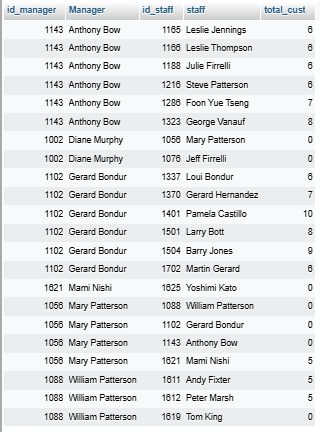 id_manager Manager id_staff staff total_cust
1143 Anthony Bow 1165 Leslie Jennings 6
1143 Anthony Bow 1166 Leslie Thompson 6
1143 Anthony Bow 1188 Julie Firrelli 6
1143 Anthony Bow 1216 Steve Patterson 6
1143 Anthony Bow 1286 Foon Yue Tseng 7
1143 Anthony Bow 1323 George Vanauf 8
1002 Diane Murphy 1056 Mary Patterson 0
1002 Diane Murphy 1076 Jeff Firrelli 0
1102 Gerard Bondur 1337 Loui Bondur 6
1102 Gerard Bondur 1370 Gerard Hernandez 7
1102 Gerard Bondur 1401 Pamela Castillo 10
1102 Gerard Bondur 1501 Larry Bott 8
1102 Gerard Bondur 1504 Barry Jones 9
1102 Gerard Bondur 1702 Martin Gerard 6
1621 Mami Nishi 1625 Yoshimi Kato 0
1056 Mary Patterson 1088 William Patterson 0
1056 Mary Patterson 1102 Gerard Bondur 0
1056 Mary Patterson 1143 Anthony Bow 0
1056 Mary Patterson 1621 Mami Nishi 5
1088 William Patterson 1611 Andy Fixter 5
1088 William Patterson 1612 Peter Marsh 5
1088 William Patterson 1619 Tom King 0